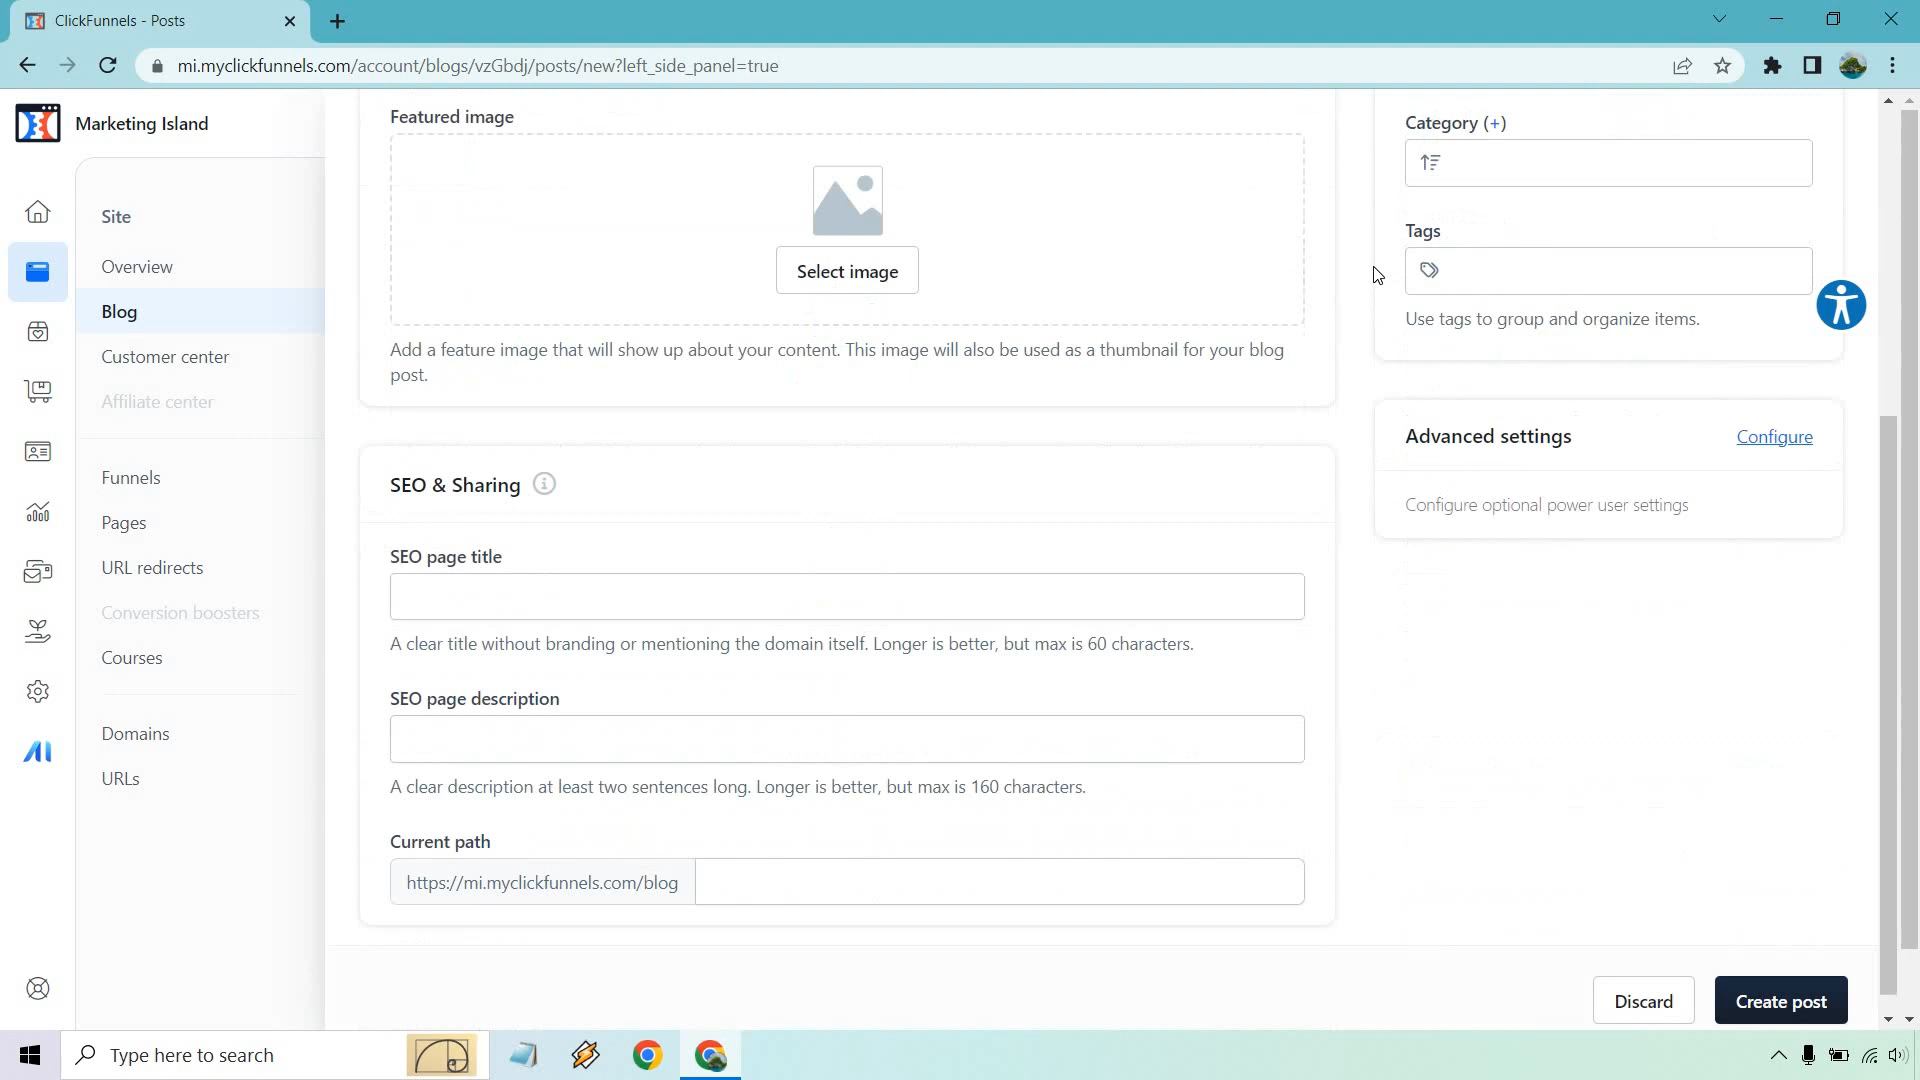 ClickFunnels - Posts
mi.myclickfunnels.com/account/blogs/vzGbdj/posts/new?left_side_panel=true
Marketing Island
Site
Overview
Blog
Customer center
Affiliate center
Funnels
Pages
URL redirects
Conversion boosters
Courses
Domains
URLs
Featured image
Select image
Add a feature image that will show up about your content. This image will also be used as a thumbnail for your blog
post.
SEO & Sharing
SEO page title
A clear title without branding or mentioning the domain itself. Longer is better, but max is 60 characters.
SEO page description
A clear description at least two sentences long. Longer is better, but max is 160 characters.
Current path
https://mi.myclickfunnels.com/blog
Category (+)
Tags
Use tags to group and organize items.
Advanced settings
Configure
Configure optional power user settings
Discard
Create post
Type here to search